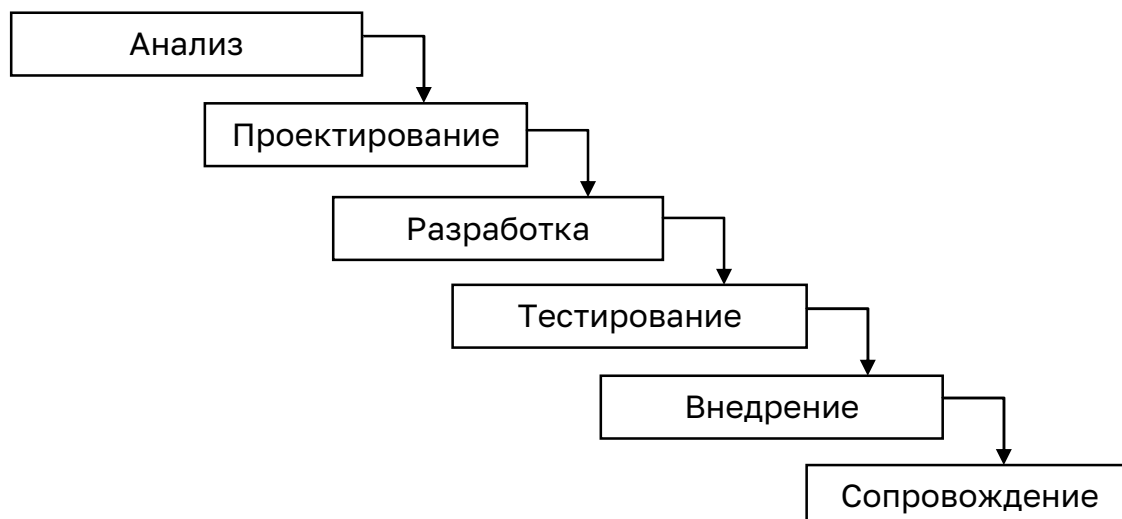 Анализ
Проектирование
Разработка
Тестирование
Внедрение
Сопровождение